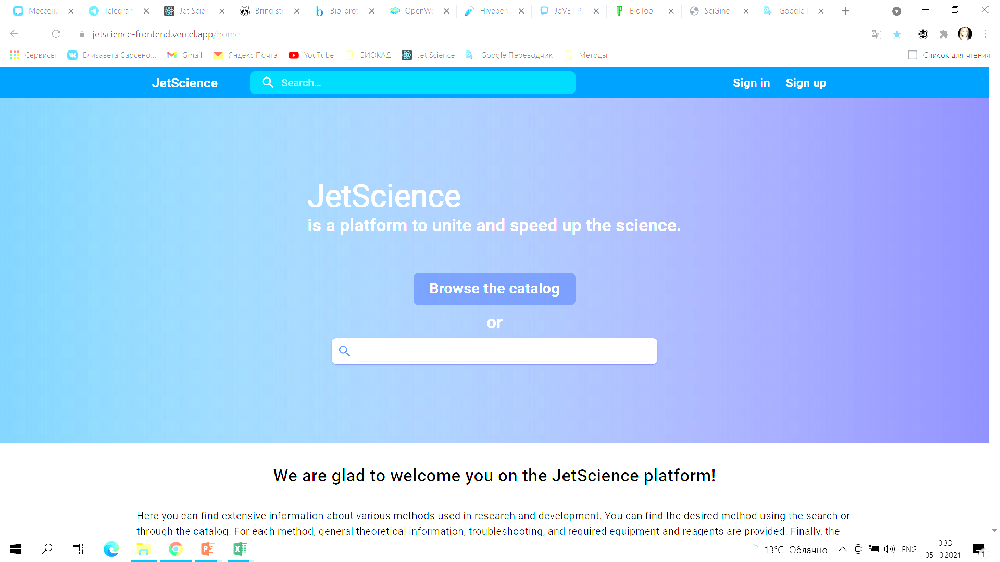 Мессен Telegrar Jet Scier Bring st Bio-prot OpenWe Hiveben JoVE | Pe BioTool SciGine Google
jetscience-frontend.vercel.app/home
Сервисы Елизавета Сарсено... Gmail Яндекс Почта YouTube БИОКАД Jet Science Google Переводчик Методы Список для чтения
JetScience Search... Sign in Sign up
JetScience
is a platform to unite and speed up the science.
Browse the catalog
or
We are glad to welcome you on the JetScience platform!
Here you can find extensive information about various methods used in research and development. You can find the desired method using the search or
through the catalog. For each method, general theoretical information, troubleshooting, and required equipment and reagents are provided. Finally, the
13°C Облачно ENG 10:33
05.10.2021
1